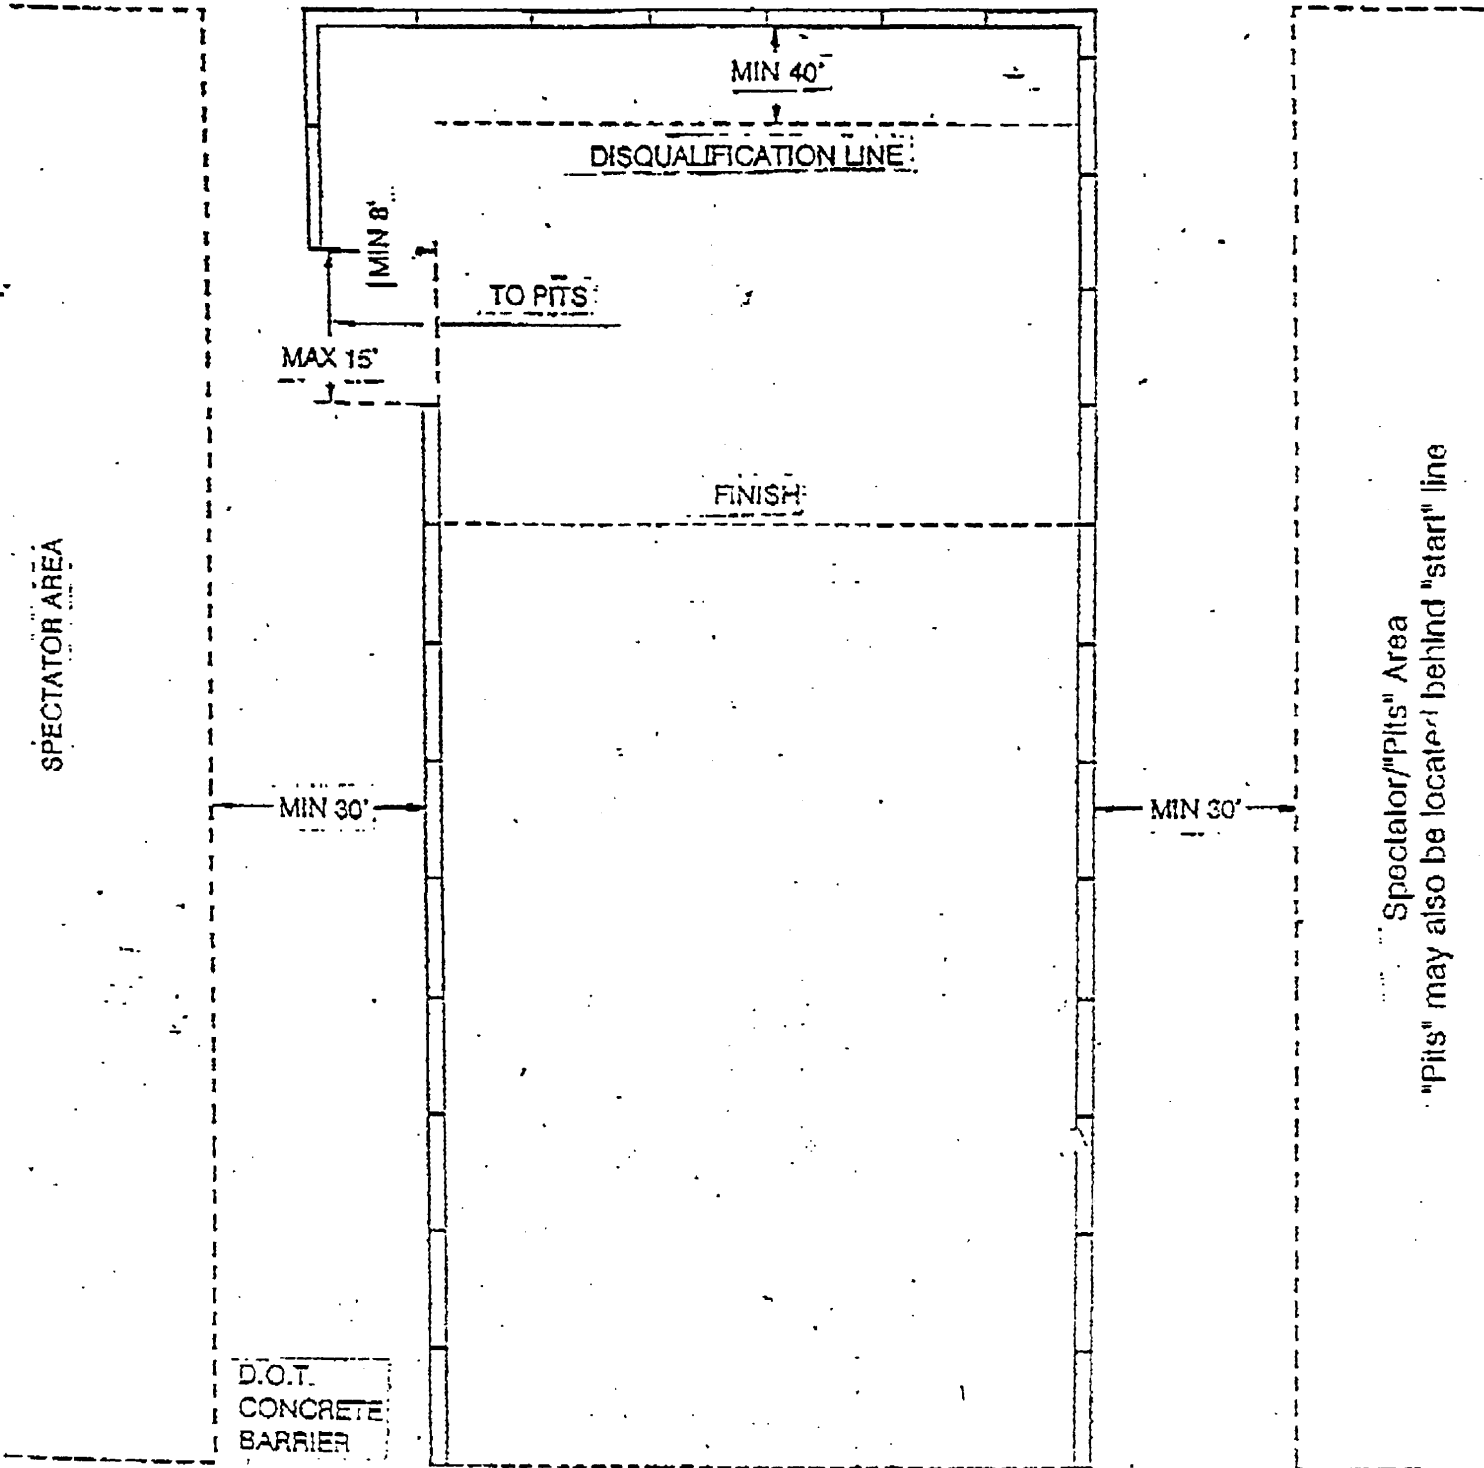 MIN 40'
DISQUALIFICATION LINE
MIN 8'
TO PITS
MAX 15'
FINISH
SPECTATOR AREA
MIN 30'
MIN 30'
Spectator/"Pits" Area
"Pits" may also be located behind "start" line
D.O.T.
CONCRETE
BARRIER